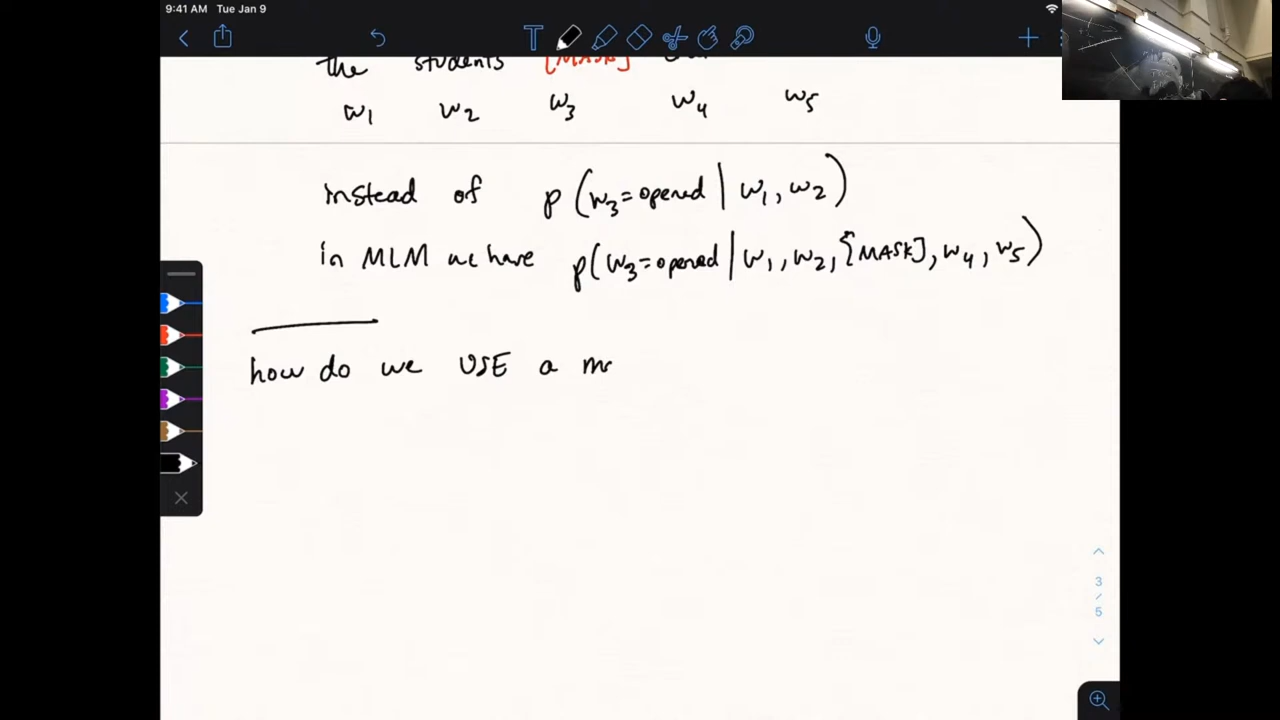 9:41 AM Tue Jan 9
the students [MASK]
w1 w2 w3 w4 w5
instead of p(w3=opened | w1, w2)
in MLM we have p(w3=opened | w1, w2, [MASK], w4, w5)
how do we USE a mo
3
5